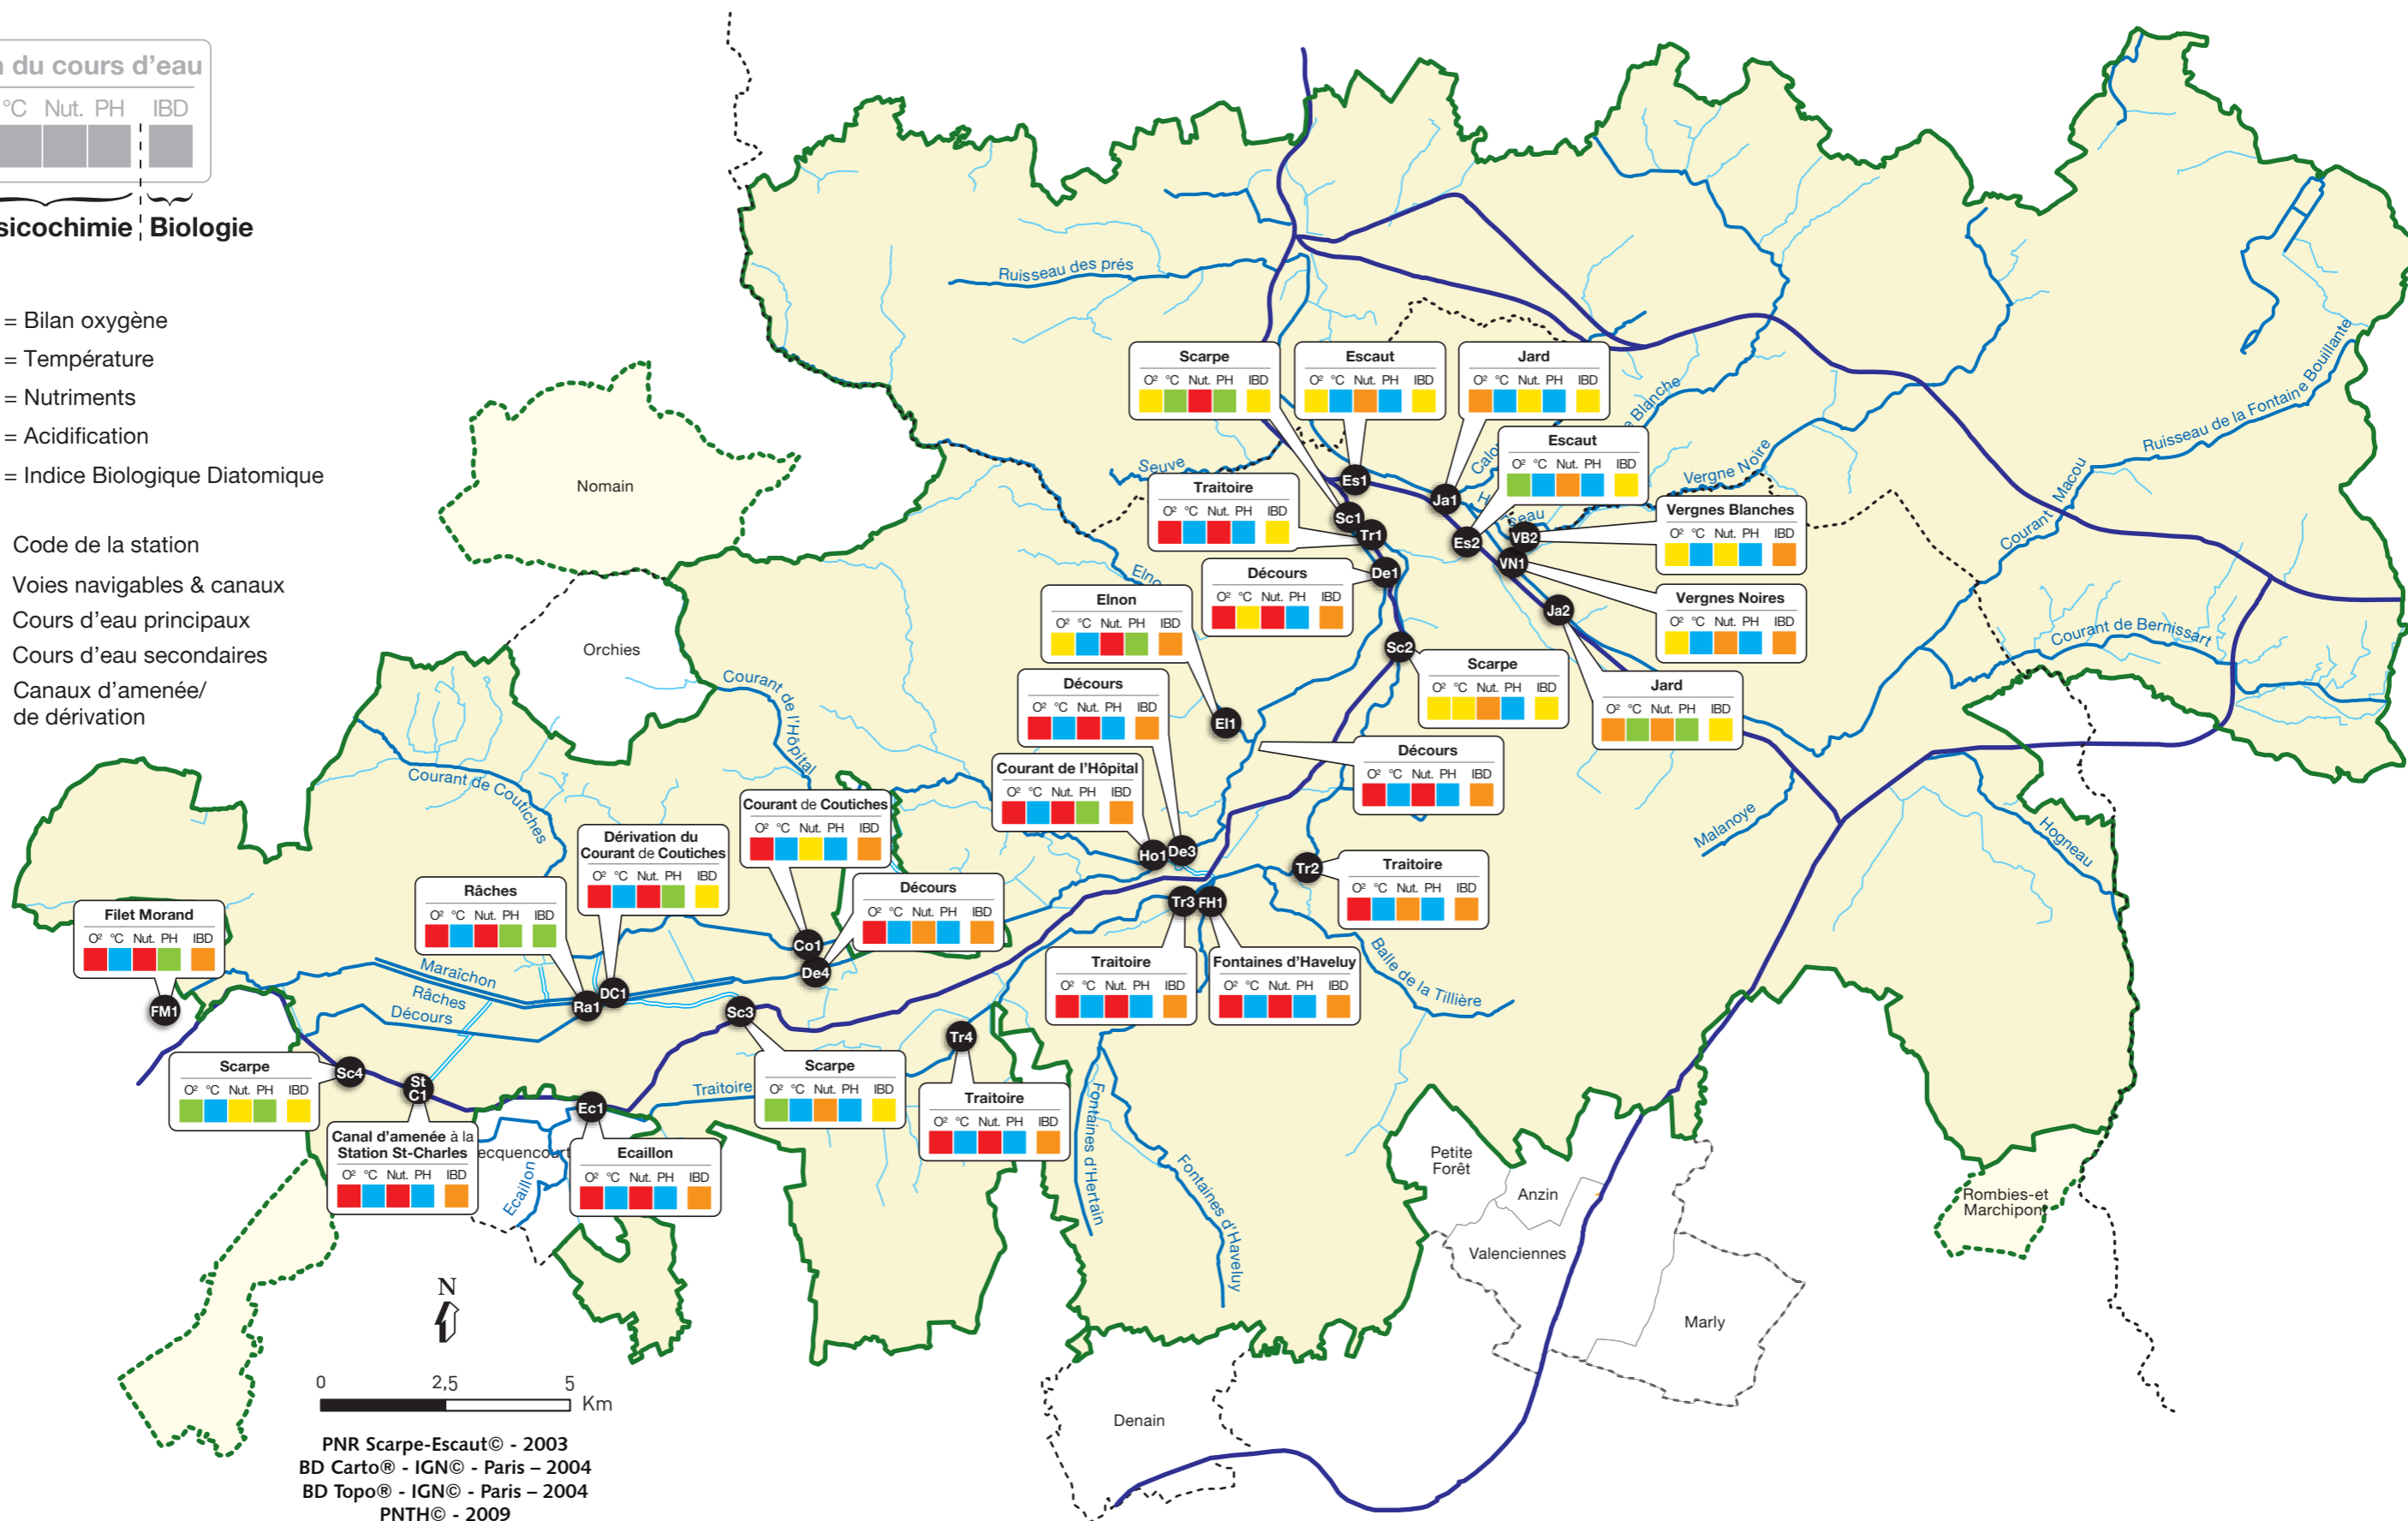 du cours d'eau
°C Nut. PH IBD
Biologie
= Bilan oxygène
= Température
= Nutriments
= Acidification
= Indice Biologique Diatomique
Code de la station
Voies navigables & canaux
Cours d'eau principaux
Cours d'eau secondaires
Canaux d'amenée/
de dérivation
Nomain
Orchies
Ruisseau des prés
Seuve
Vergne Noire
Blanche
Courant Macou
Ruisseau de la Fontaine Bouillante
Courant de Bernissart
Malanoye
Hogneau
Courant de l'Hôpital
Courant de Coutiches
Maraîchon
Râches
Décours
Traitoire
Ecaillon
Fontaines d'Hertain
Fontaines d'Haveluy
Balle de la Tillière
Scarpe
O² °C Nut. PH IBD
Escaut
O² °C Nut. PH IBD
Jard
O² °C Nut. PH IBD
Escaut
O² °C Nut. PH IBD
Traitoire
O² °C Nut. PH IBD
Vergnes Blanches
O² °C Nut. PH IBD
Décours
O² °C Nut. PH IBD
Elnon
O² °C Nut. PH IBD
Vergnes Noires
O² °C Nut. PH IBD
Scarpe
O² °C Nut. PH IBD
Jard
O² °C Nut. PH IBD
Décours
O² °C Nut. PH IBD
Décours
O² °C Nut. PH IBD
Courant de l'Hôpital
O² °C Nut. PH IBD
Courant de Coutiches
O² °C Nut. PH IBD
Dérivation du
Courant de Coutiches
O² °C Nut. PH IBD
Râches
O² °C Nut. PH IBD
Décours
O² °C Nut. PH IBD
Traitoire
O² °C Nut. PH IBD
Filet Morand
O² °C Nut. PH IBD
Traitoire
O² °C Nut. PH IBD
Fontaines d'Haveluy
O² °C Nut. PH IBD
Scarpe
O² °C Nut. PH IBD
Scarpe
O² °C Nut. PH IBD
Traitoire
O² °C Nut. PH IBD
Canal d'amenée à la
Station St-Charles
O² °C Nut. PH IBD
Ecaillon
O² °C Nut. PH IBD
Es1
Ja1
Sc1
Tr1
Es2
VB2
VN1
De1
Ja2
Sc2
El1
Ho1
De3
Tr2
Tr3
FH1
Co1
De4
DC1
Ra1
Sc3
FM1
Tr4
Sc4
St
C1
Ec1
Petite
Forêt
Anzin
Valenciennes
Marly
Denain
Rombies-et
Marchipont
N
0 2,5 5
Km
PNR Scarpe-Escaut© - 2003
BD Carto® - IGN© - Paris – 2004
BD Topo® - IGN© - Paris – 2004
PNTH© - 2009